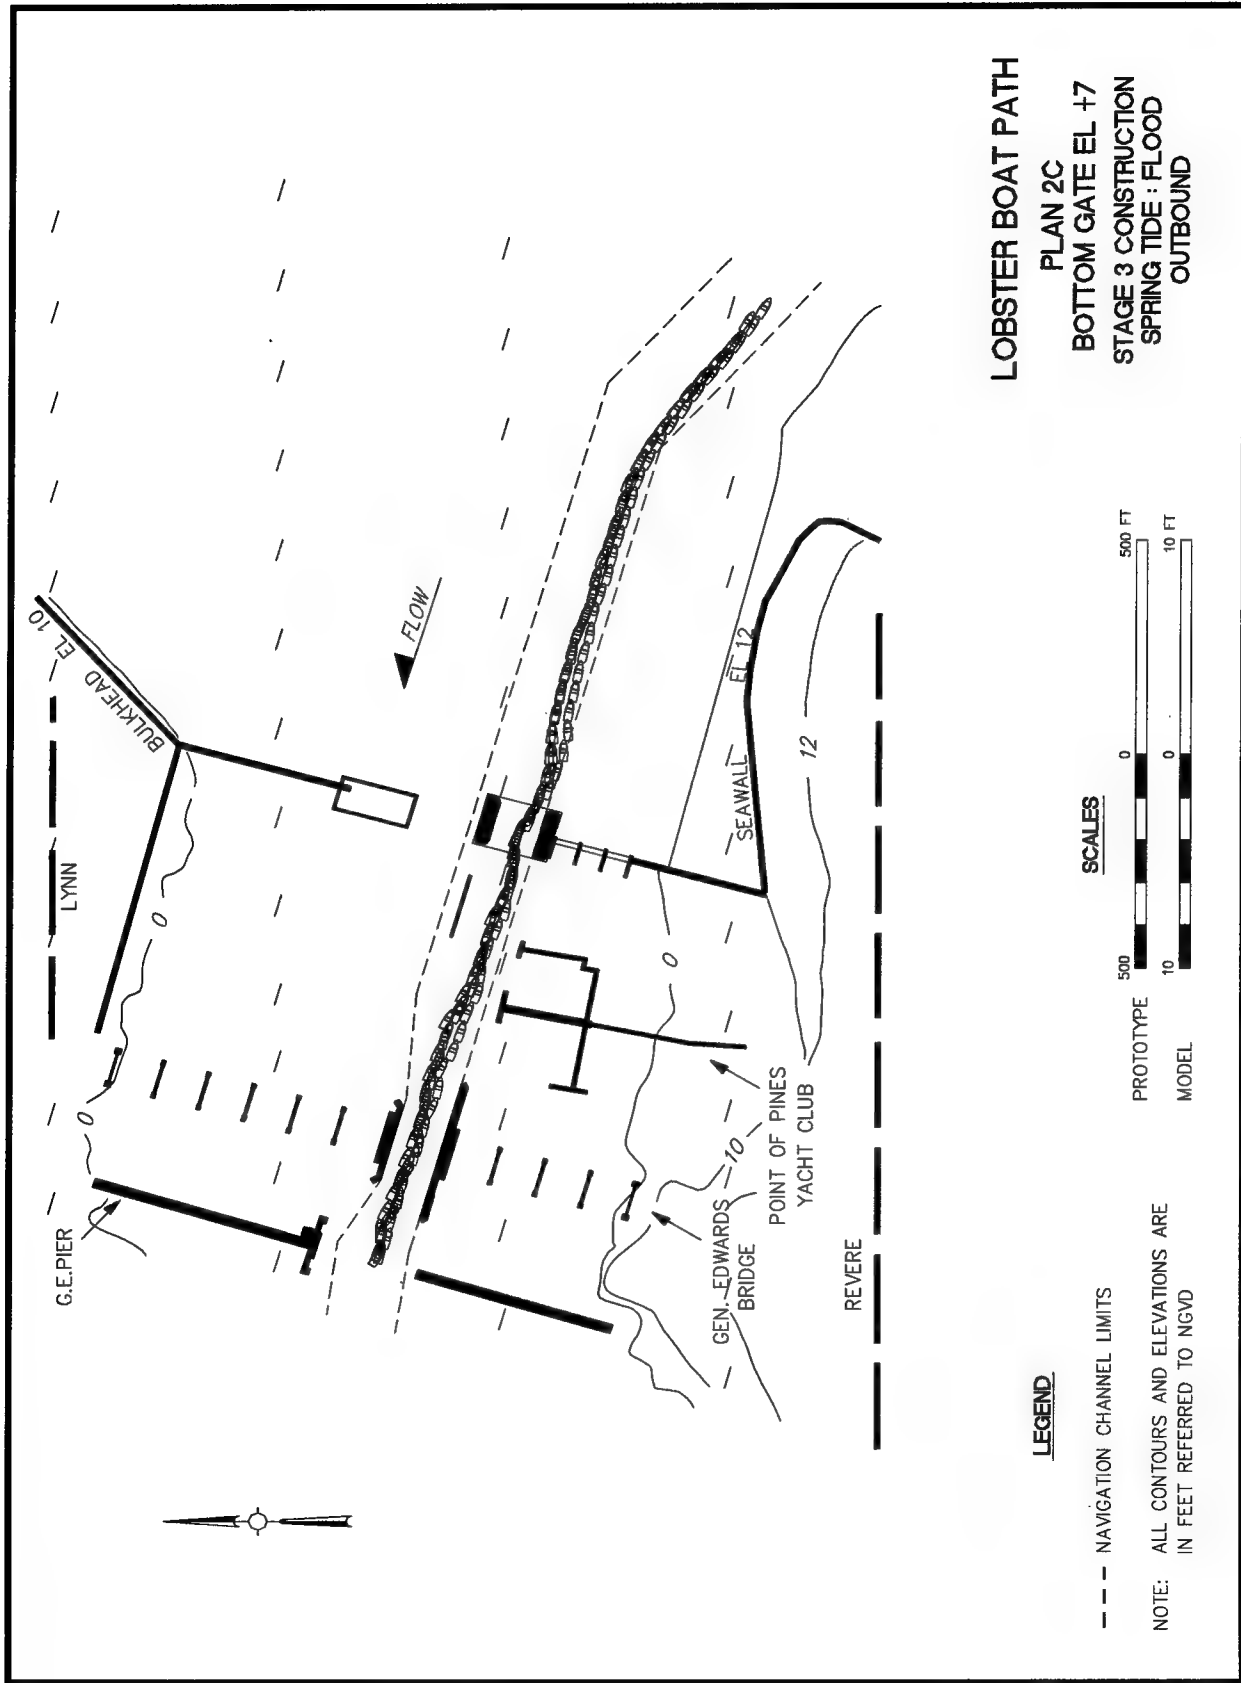 LOBSTER BOAT PATH
PLAN 2C
BOTTOM GATE EL +7
STAGE 3 CONSTRUCTION
SPRING TIDE : FLOOD
OUTBOUND
BULKHEAD EL 10
LYNN
FLOW
0
0
G.E.PIER
SEAWALL EL 12
12
0
10
POINT OF PINES
YACHT CLUB
GEN. EDWARDS
BRIDGE
REVERE
SCALES
PROTOTYPE 500 0 500 FT
MODEL 10 0 10 FT
LEGEND
--- NAVIGATION CHANNEL LIMITS
NOTE: ALL CONTOURS AND ELEVATIONS ARE
IN FEET REFERRED TO NGVD